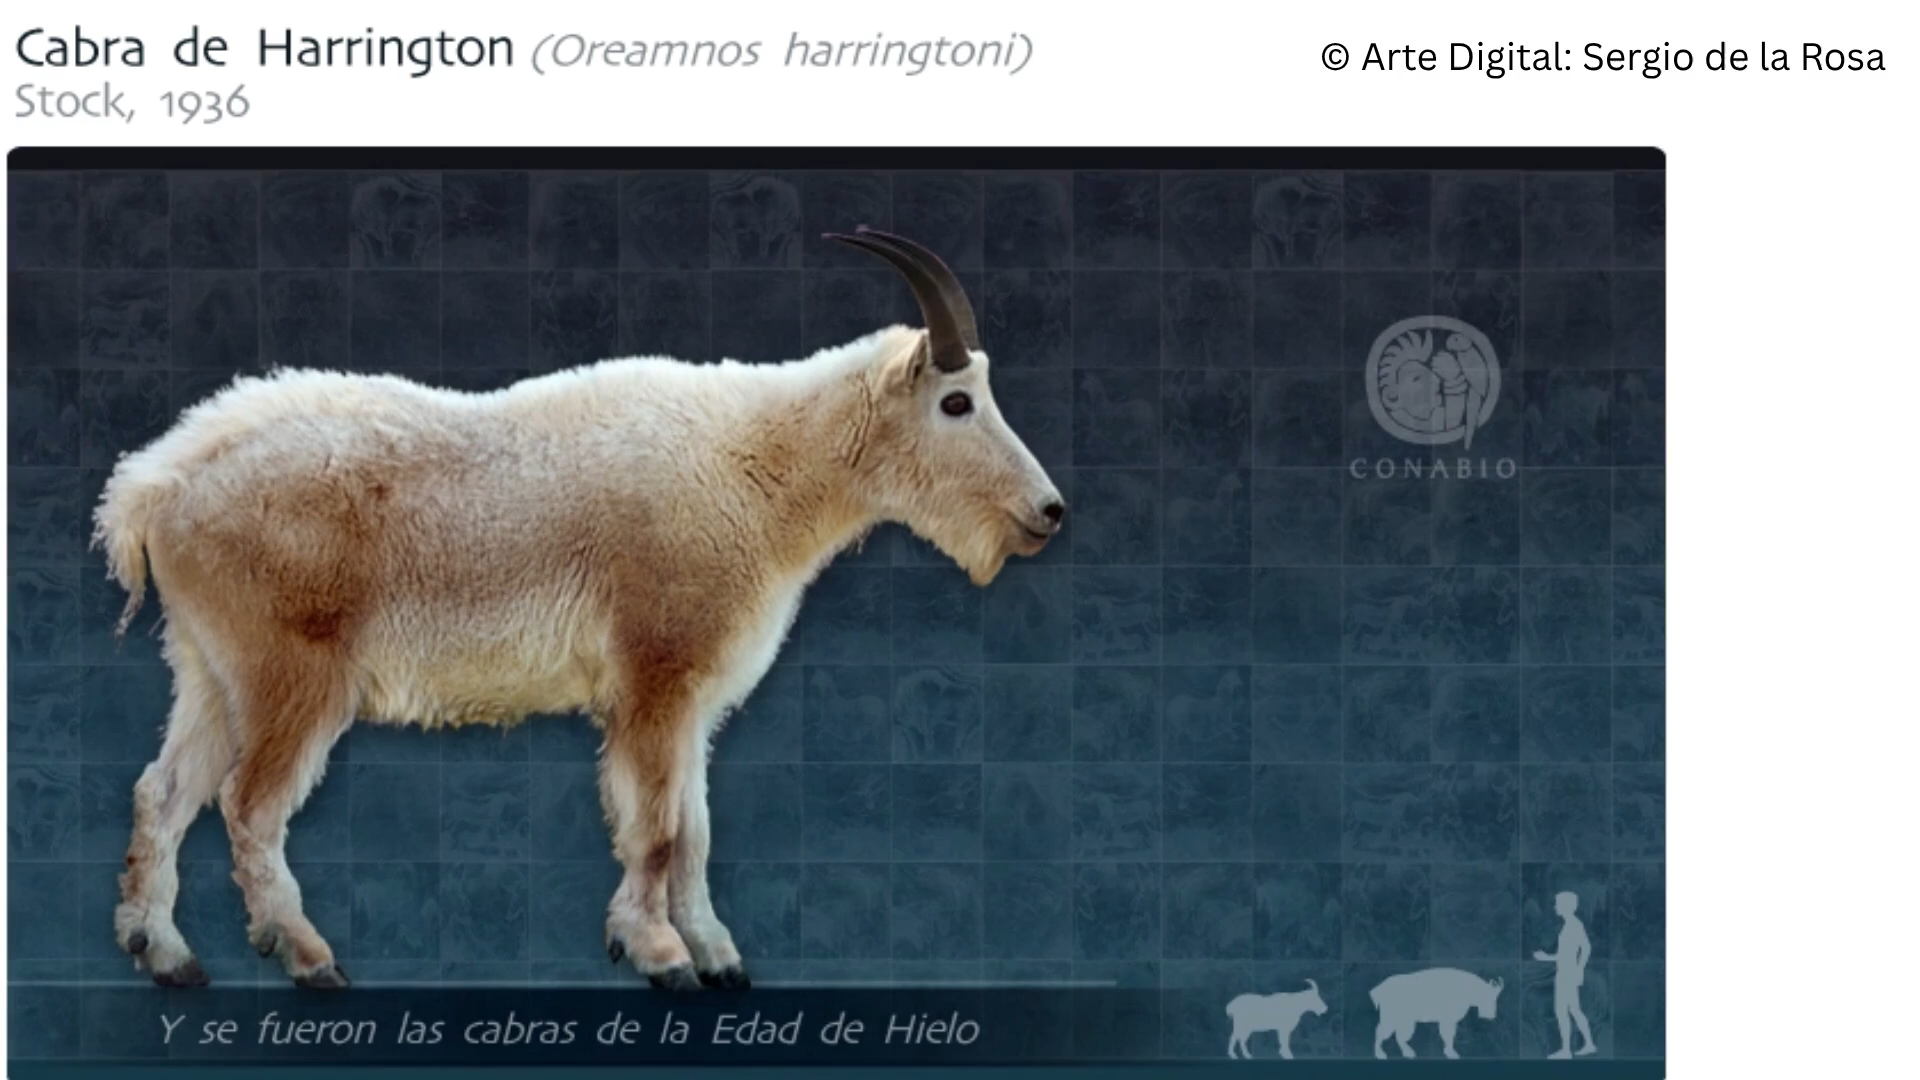 Cabra de Harrington (Oreamnos harringtoni)
© Arte Digital: Sergio de la Rosa
Stock, 1936
CONABIO
Y se fueron las cabras de la Edad de Hielo